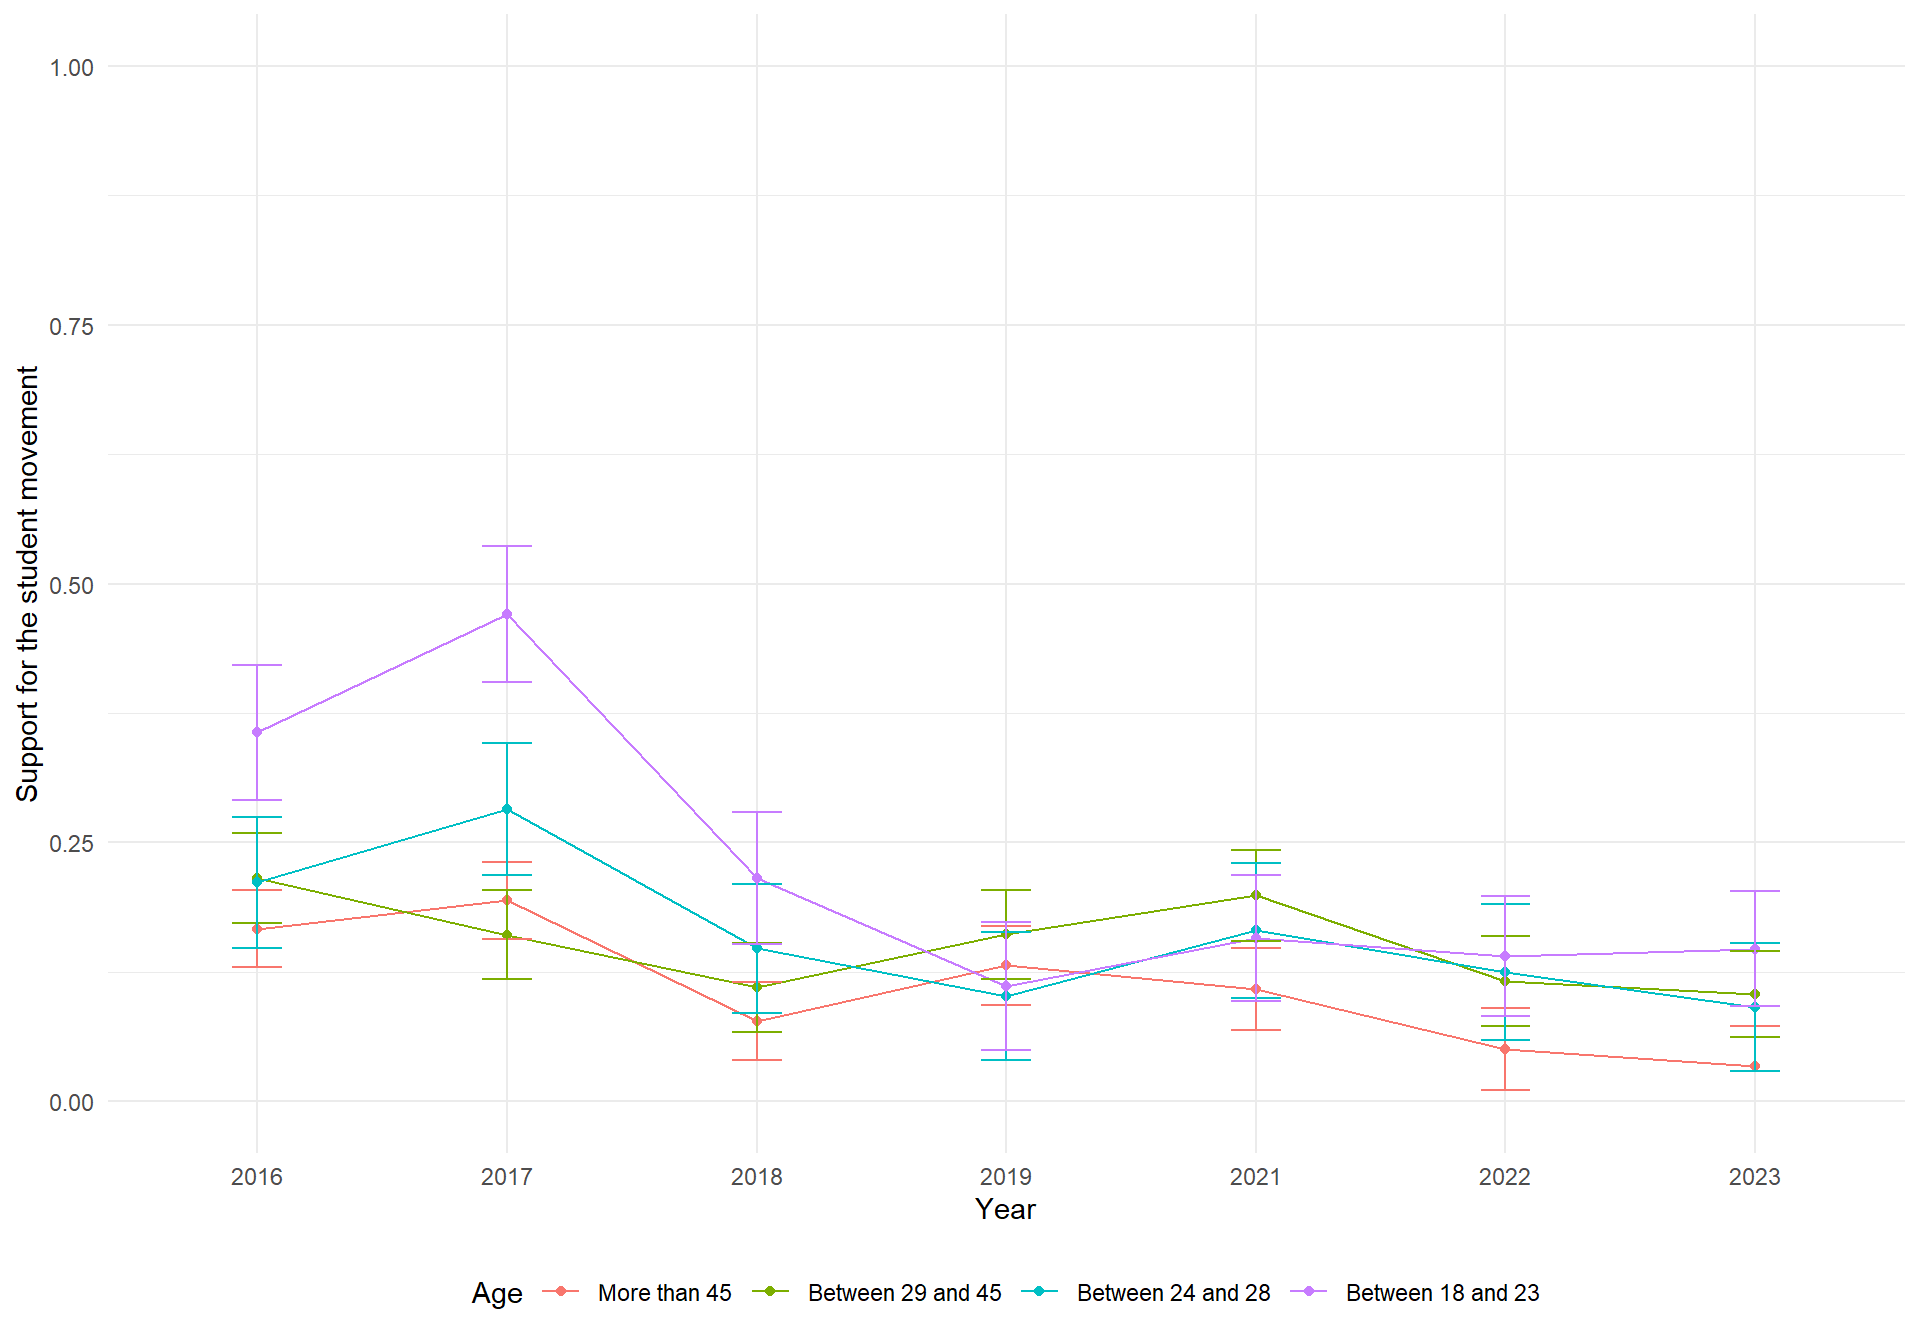 1.00
0.75
0.50
0.25
0.00
Support for the student movement
2016 2017 2018 2019 2021 2022 2023
Year
Age More than 45 Between 29 and 45 Between 24 and 28 Between 18 and 23